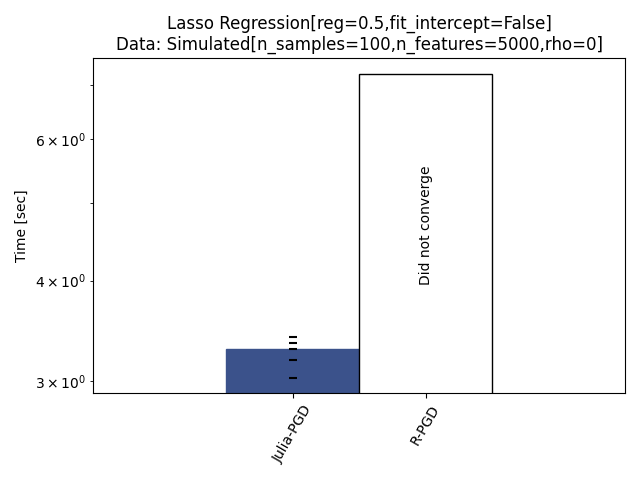 Lasso Regression[reg=0.5,fit_intercept=False]
Data: Simulated[n_samples=100,n_features=5000,rho=0]
Time [sec]
6 × 10⁰
4 × 10⁰
3 × 10⁰
Did not converge
Julia-PGD
R-PGD